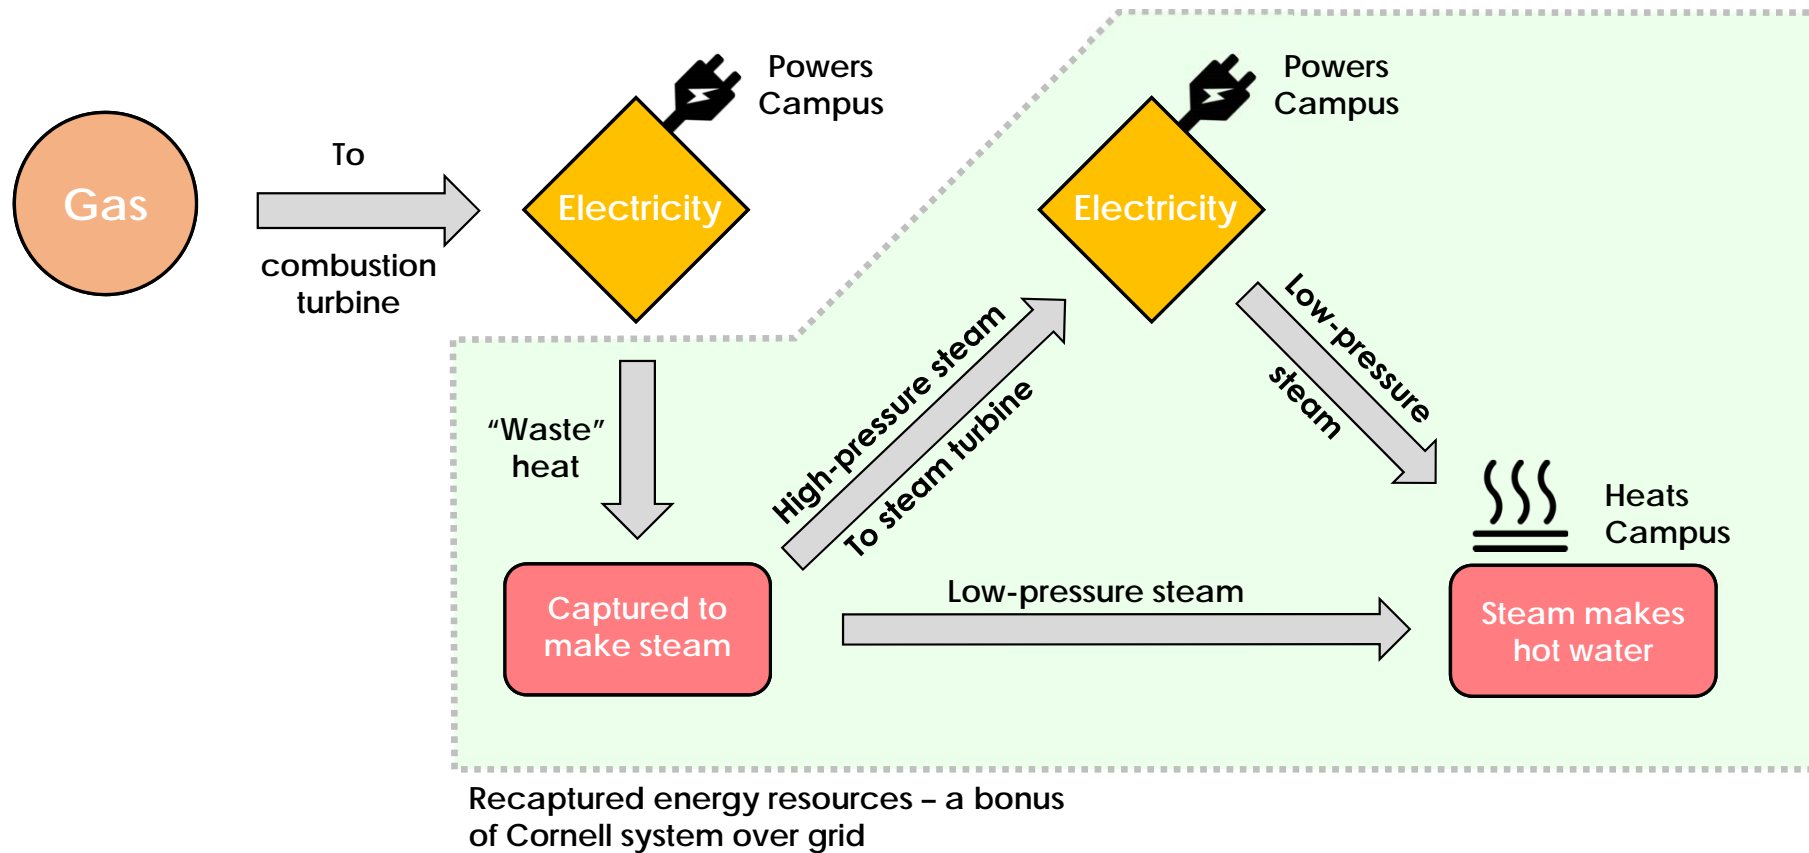 Gas
To
combustion
turbine
Electricity
Powers
Campus
Electricity
Powers
Campus
"Waste"
heat
High-pressure steam
To steam turbine
Low-pressure
steam
Captured to
make steam
Low-pressure steam
Heats
Campus
Steam makes
hot water
Recaptured energy resources – a bonus
of Cornell system over grid